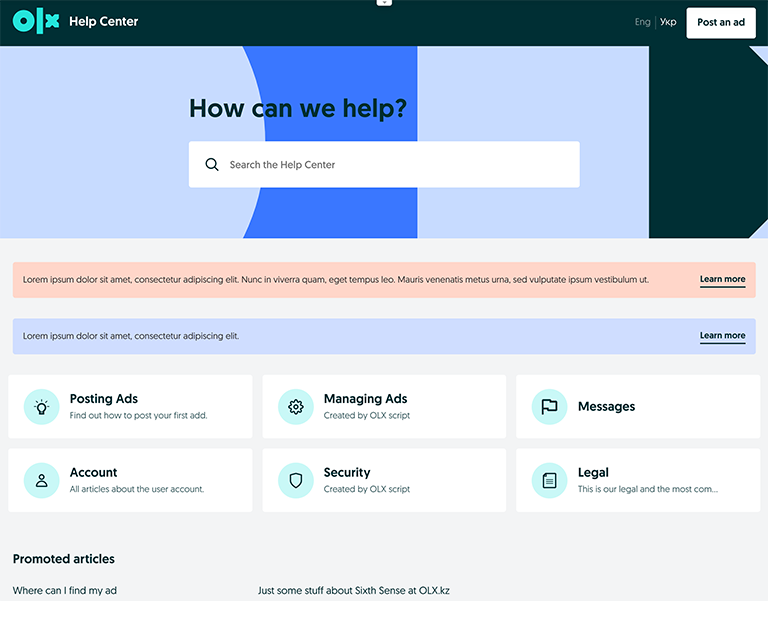 olx Help Center
Eng | Укр
Post an ad
How can we help?
Search the Help Center
Lorem ipsum dolor sit amet, consectetur adipiscing elit. Nunc in viverra quam, eget tempus leo. Mauris venenatis metus urna, sed vulputate ipsum vestibulum ut.
Learn more
Lorem ipsum dolor sit amet, consectetur adipiscing elit.
Learn more
Posting Ads
Find out how to post your first add.
Managing Ads
Created by OLX script
Messages
Account
All articles about the user account.
Security
Created by OLX script
Legal
This is our legal and the most com...
Promoted articles
Where can I find my ad
Just some stuff about Sixth Sense at OLX.kz